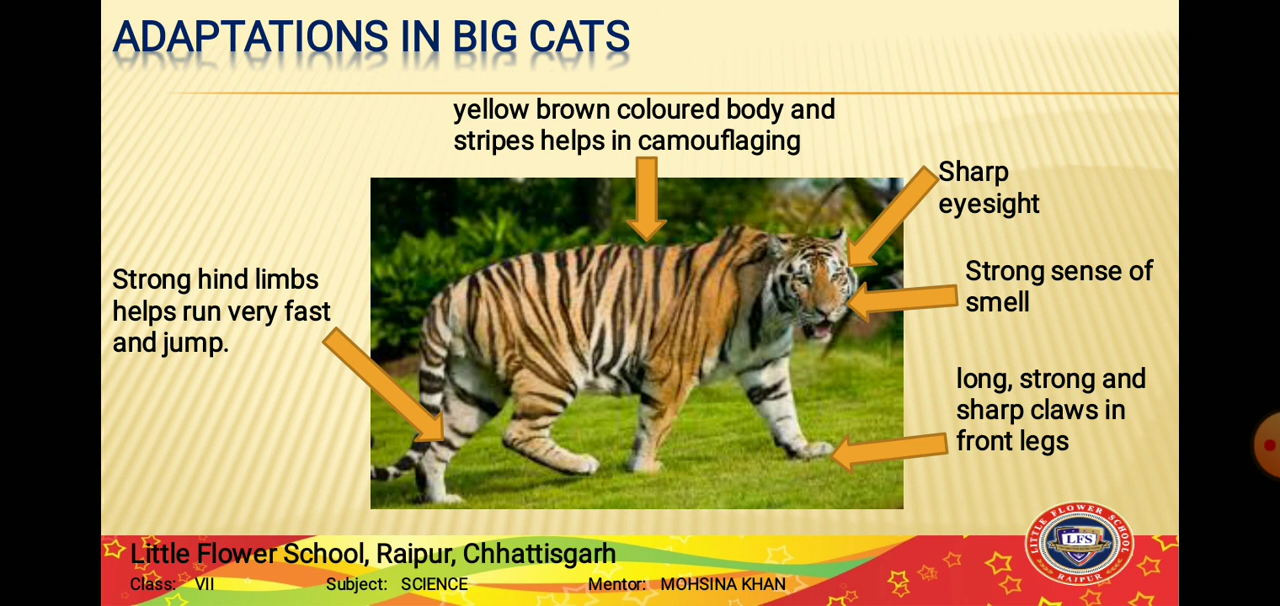 ADAPTATIONS IN BIG CATS
yellow brown coloured body and
stripes helps in camouflaging
Sharp
eyesight
Strong sense of
smell
Strong hind limbs
helps run very fast
and jump.
long, strong and
sharp claws in
front legs
Little Flower School, Raipur, Chhattisgarh
Class: VII Subject: SCIENCE Mentor: MOHSINA KHAN
LITTLE FLOWER SCHOOL
LFS
RAIPUR